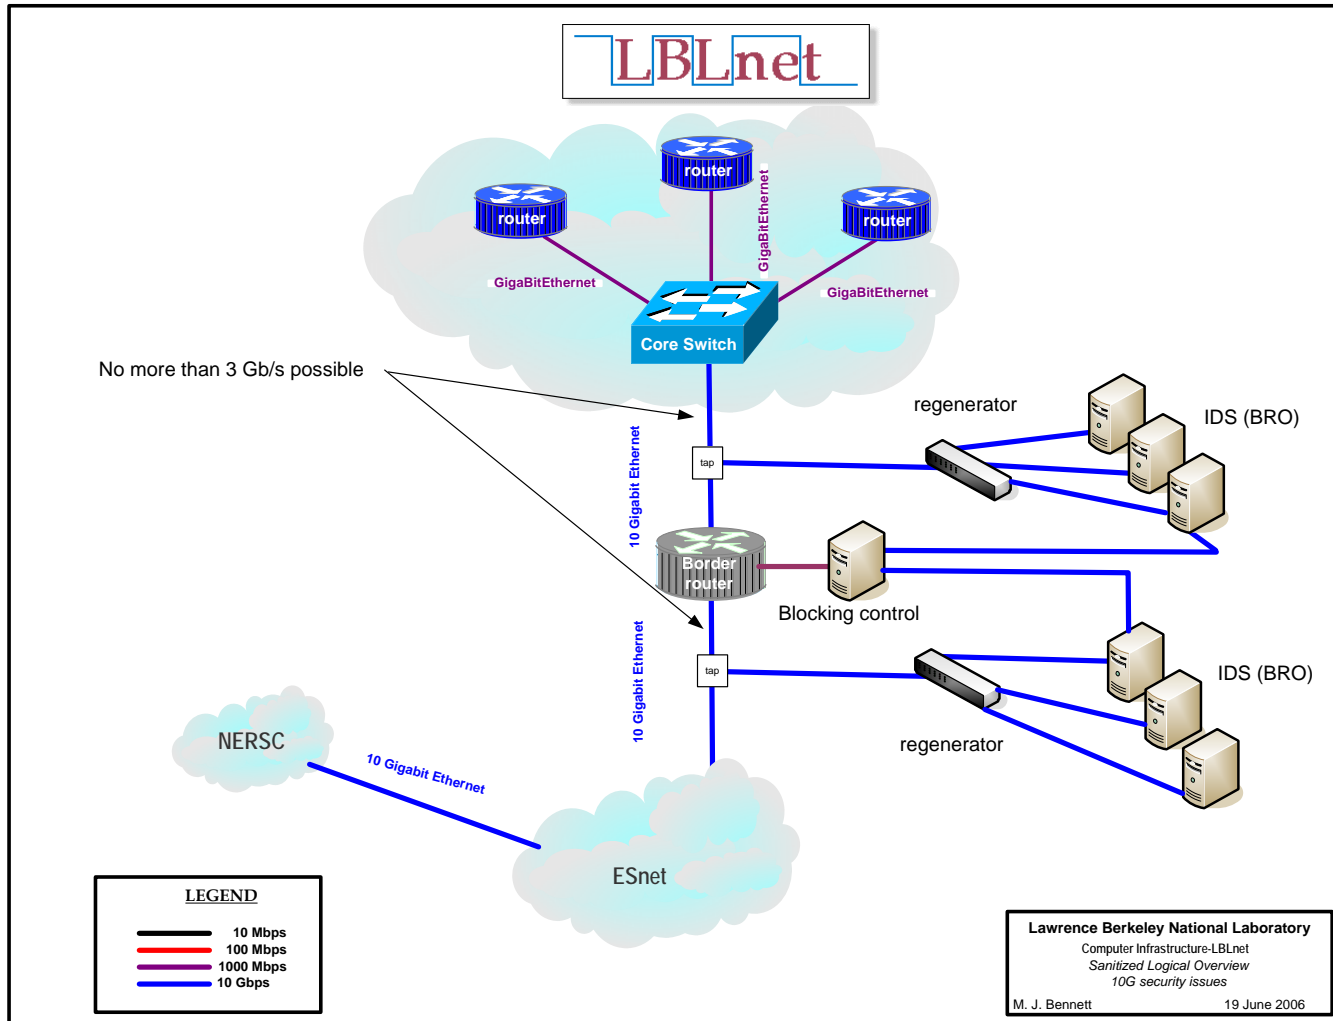 LBLnet
router
router
router
GigaBitEthernet
GigaBitEthernet
GigaBitEthernet
Core Switch
No more than 3 Gb/s possible
regenerator
IDS (BRO)
tap
10 Gigabit Ethernet
Border
router
Blocking control
10 Gigabit Ethernet
tap
IDS (BRO)
regenerator
NERSC
10 Gigabit Ethernet
ESnet
LEGEND
10 Mbps
100 Mbps
1000 Mbps
10 Gbps
Lawrence Berkeley National Laboratory
Computer Infrastructure-LBLnet
Sanitized Logical Overview
10G security issues
M. J. Bennett 19 June 2006